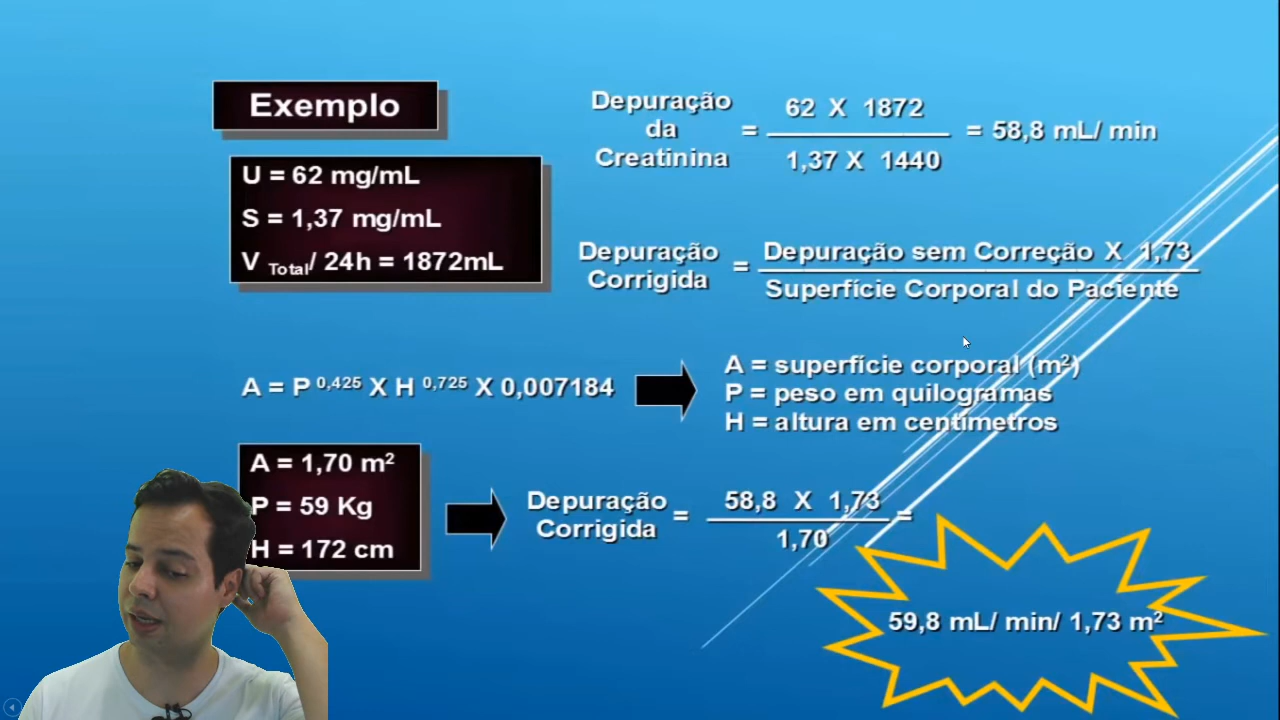 Exemplo
U = 62 mg/mL
S = 1,37 mg/mL
V Total/ 24h = 1872mL
Depuração
da
Creatinina
=
62 X 1872
1,37 X 1440
= 58,8 mL/ min
Depuração
Corrigida
=
Depuração sem Correção X 1,73
Superfície Corporal do Paciente
A = P 0,425 X H 0,725 X 0,007184
A = superfície corporal (m²)
P = peso em quilogramas
H = altura em centímetros
A = 1,70 m²
P = 59 Kg
H = 172 cm
Depuração
Corrigida
=
58,8 X 1,73
1,70
=
59,8 mL/ min/ 1,73 m²